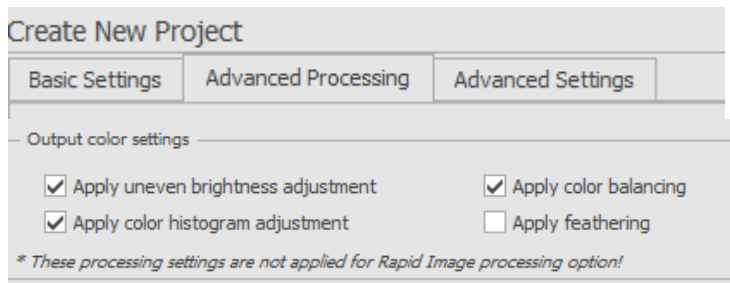 Create New Project
Basic Settings Advanced Processing Advanced Settings
Output color settings
Apply uneven brightness adjustment Apply color balancing
Apply color histogram adjustment Apply feathering
* These processing settings are not applied for Rapid Image processing option!